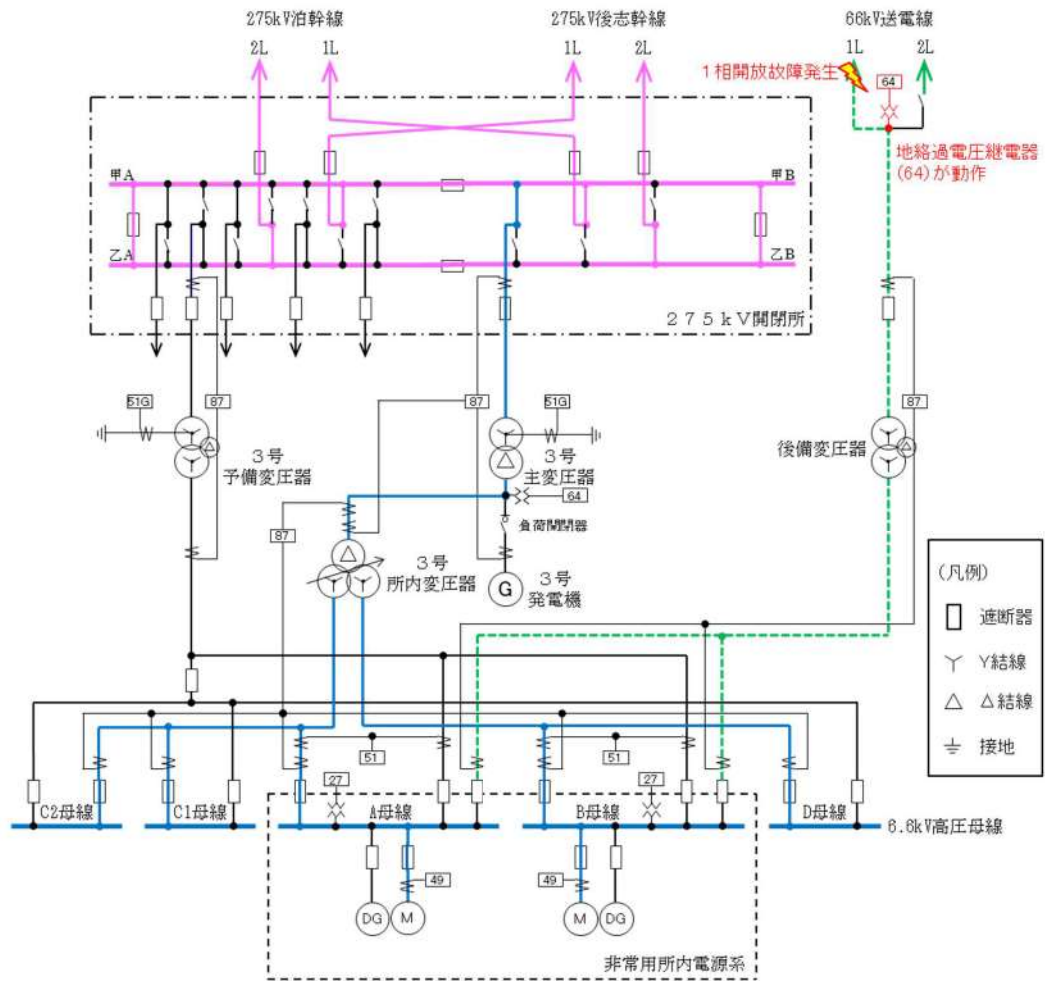 275kV泊幹線
275kV後志幹線
66kV送電線
2L
1L
1L
2L
1L
2L
1相開放故障発生
64
地絡過電圧継電器
(64)が動作
甲A
甲B
乙A
乙B
275kV開閉所
51G
87
87
51G
87
3号
予備変圧器
3号
主変圧器
後備変圧器
64
87
負荷開閉器
3号
所内変圧器
G
3号
発電機
(凡例)
遮断器
Y結線
△結線
接地
51
51
27
27
C2母線
C1母線
A母線
B母線
D母線
6.6kV高圧母線
49
49
DG
M
M
DG
非常用所内電源系